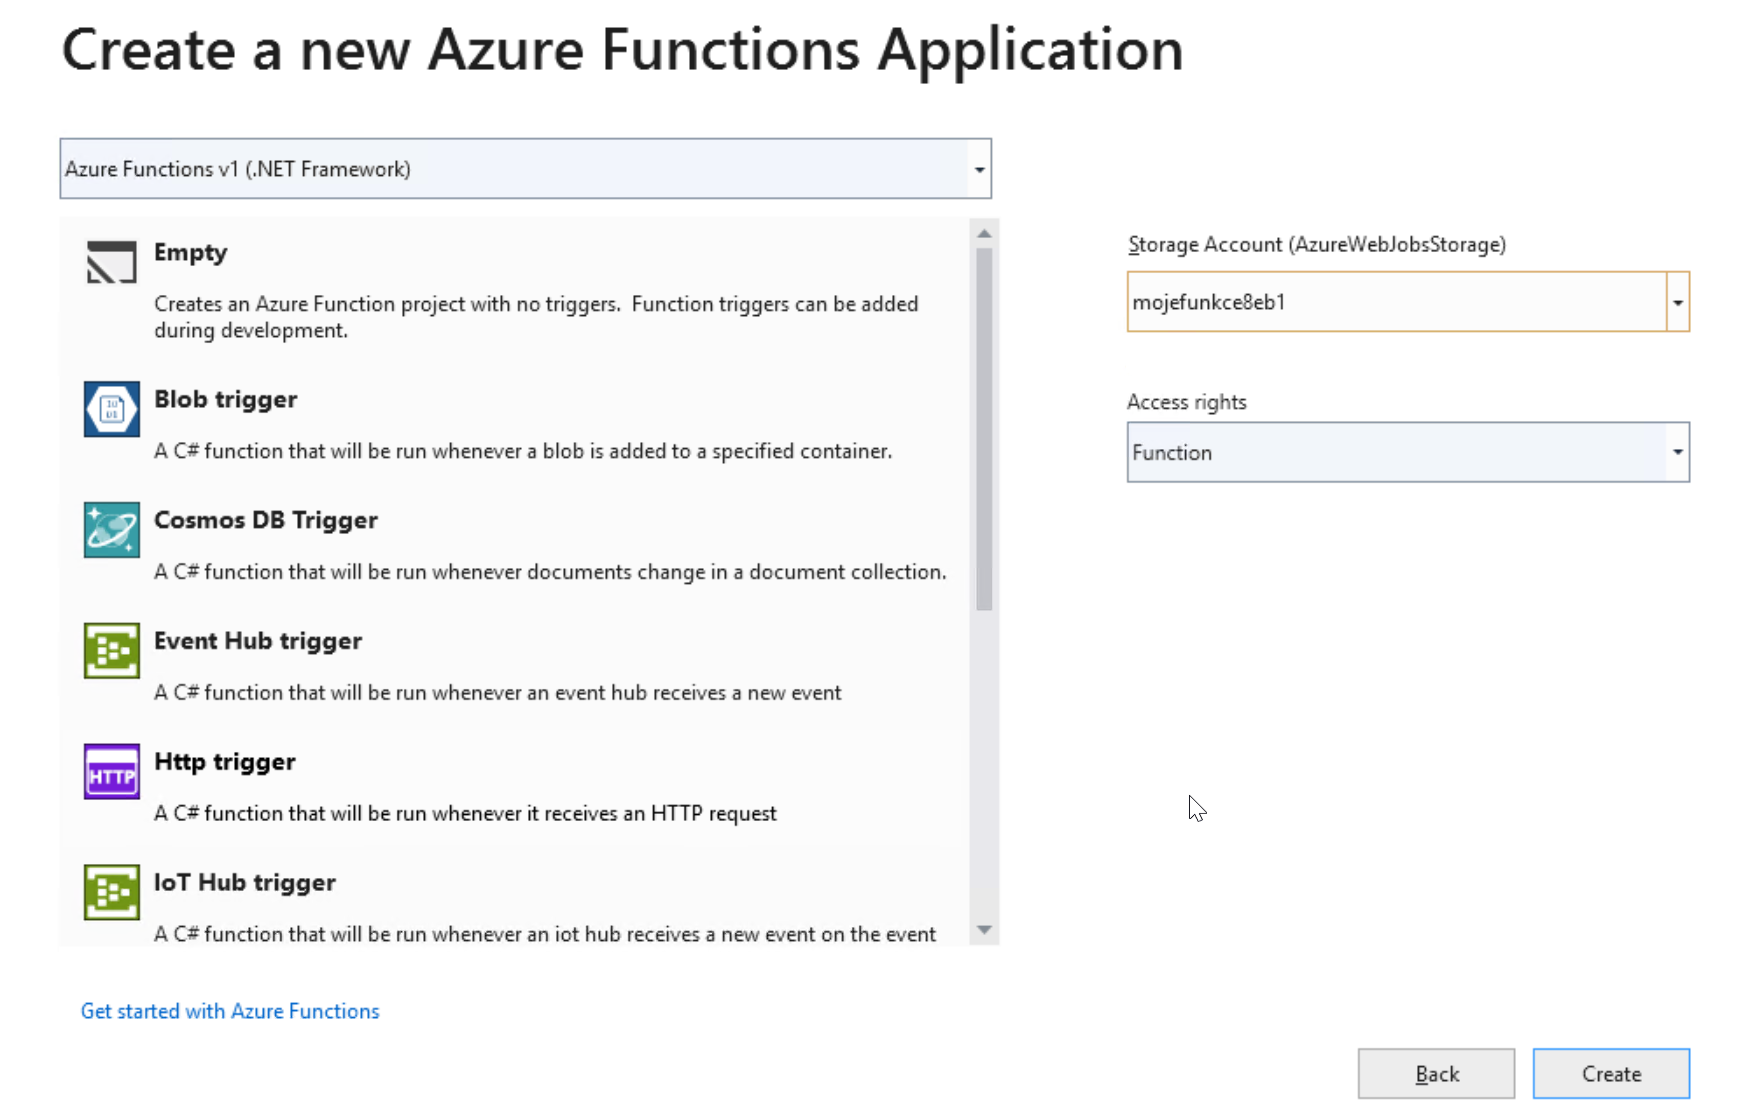 Create a new Azure Functions Application
Azure Functions v1 (.NET Framework)
Empty
Creates an Azure Function project with no triggers.  Function triggers can be added
during development.
Blob trigger
A C# function that will be run whenever a blob is added to a specified container.
Cosmos DB Trigger
A C# function that will be run whenever documents change in a document collection.
Event Hub trigger
A C# function that will be run whenever an event hub receives a new event
HTTP
Http trigger
A C# function that will be run whenever it receives an HTTP request
IoT Hub trigger
A C# function that will be run whenever an iot hub receives a new event on the event
Storage Account (AzureWebJobsStorage)
mojefunkce8eb1
Access rights
Function
Get started with Azure Functions
Back
Create